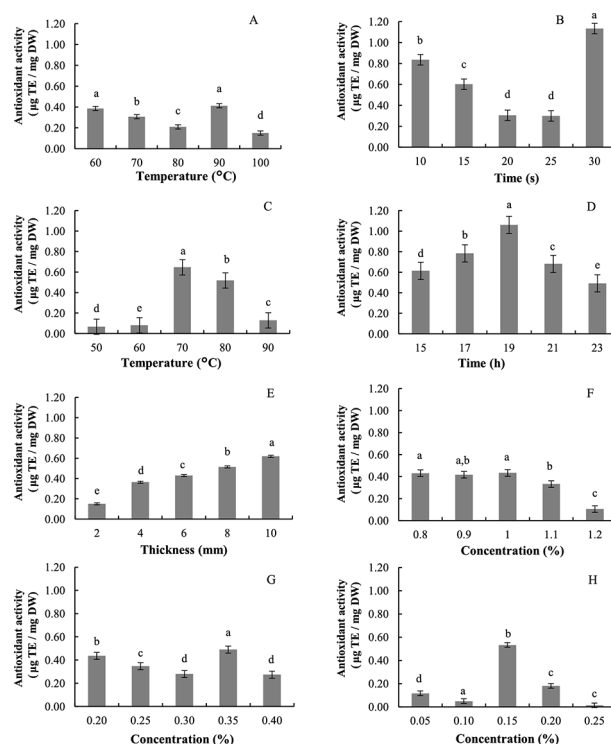 A
Antioxidant activity
(µg TE / mg DW)
1.20
1.00
0.80
0.60
0.40
0.20
0.00
a
b
c
a
d
60 70 80 90 100
Temperature (°C)
B
Antioxidant activity
(µg TE / mg DW)
1.20
1.00
0.80
0.60
0.40
0.20
0.00
b
c
d
d
a
10 15 20 25 30
Time (s)
C
Antioxidant activity
(µg TE / mg DW)
1.20
1.00
0.80
0.60
0.40
0.20
0.00
d
e
a
b
c
50 60 70 80 90
Temperature (°C)
D
Antioxidant activity
(µg TE / mg DW)
1.20
1.00
0.80
0.60
0.40
0.20
0.00
d
b
a
c
e
15 17 19 21 23
Time (h)
E
Antioxidant activity
(µg TE / mg DW)
1.20
1.00
0.80
0.60
0.40
0.20
0.00
e
d
c
b
a
2 4 6 8 10
Thickness (mm)
F
Antioxidant activity
(µg TE / mg DW)
1.20
1.00
0.80
0.60
0.40
0.20
0.00
a
a,b
a
b
c
0.8 0.9 1 1.1 1.2
Concentration (%)
G
Antioxidant activity
(µg TE / mg DW)
1.20
1.00
0.80
0.60
0.40
0.20
0.00
b
c
d
a
d
0.20 0.25 0.30 0.35 0.40
Concentration (%)
H
Antioxidant activity
(µg TE / mg DW)
1.20
1.00
0.80
0.60
0.40
0.20
0.00
d
a
b
c
c
0.05 0.10 0.15 0.20 0.25
Concentration (%)